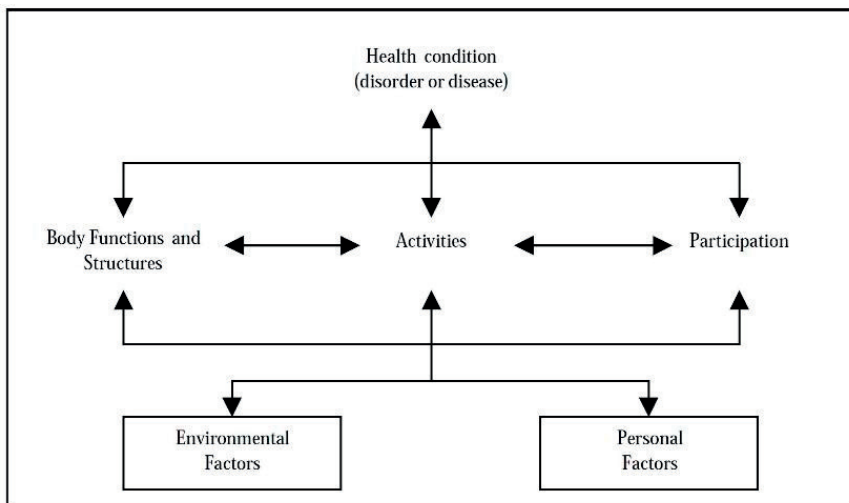 Health condition
(disorder or disease)
Body Functions and
Structures
Activities
Participation
Environmental
Factors
Personal
Factors